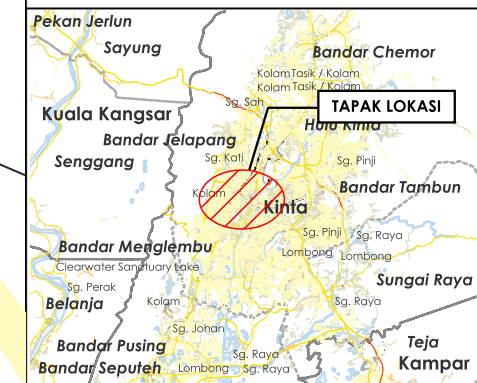 Pekan Jerlun
Sayung
Bandar Chemor
Kolam Tasik / Kolam
Kolam Tasik / Kolam
Sg. Sah
TAPAK LOKASI
Kuala Kangsar
Hulu Kinta
Bandar Jelapang
Senggang
Sg. Kati
Sg. Pinji
Kolam
Bandar Tambun
Kinta
Sg. Pinji
Sg. Raya
Bandar Menglembu
Lombong
Lombong
Clearwater Sanctuary Lake
Sungai Raya
Sg. Perak
Belanja
Kolam
Sg. Raya
Sg. Johan
Bandar Pusing
Teja
Sg. Raya
Kampar
Bandar Seputeh
Lombong
Sg. Raya